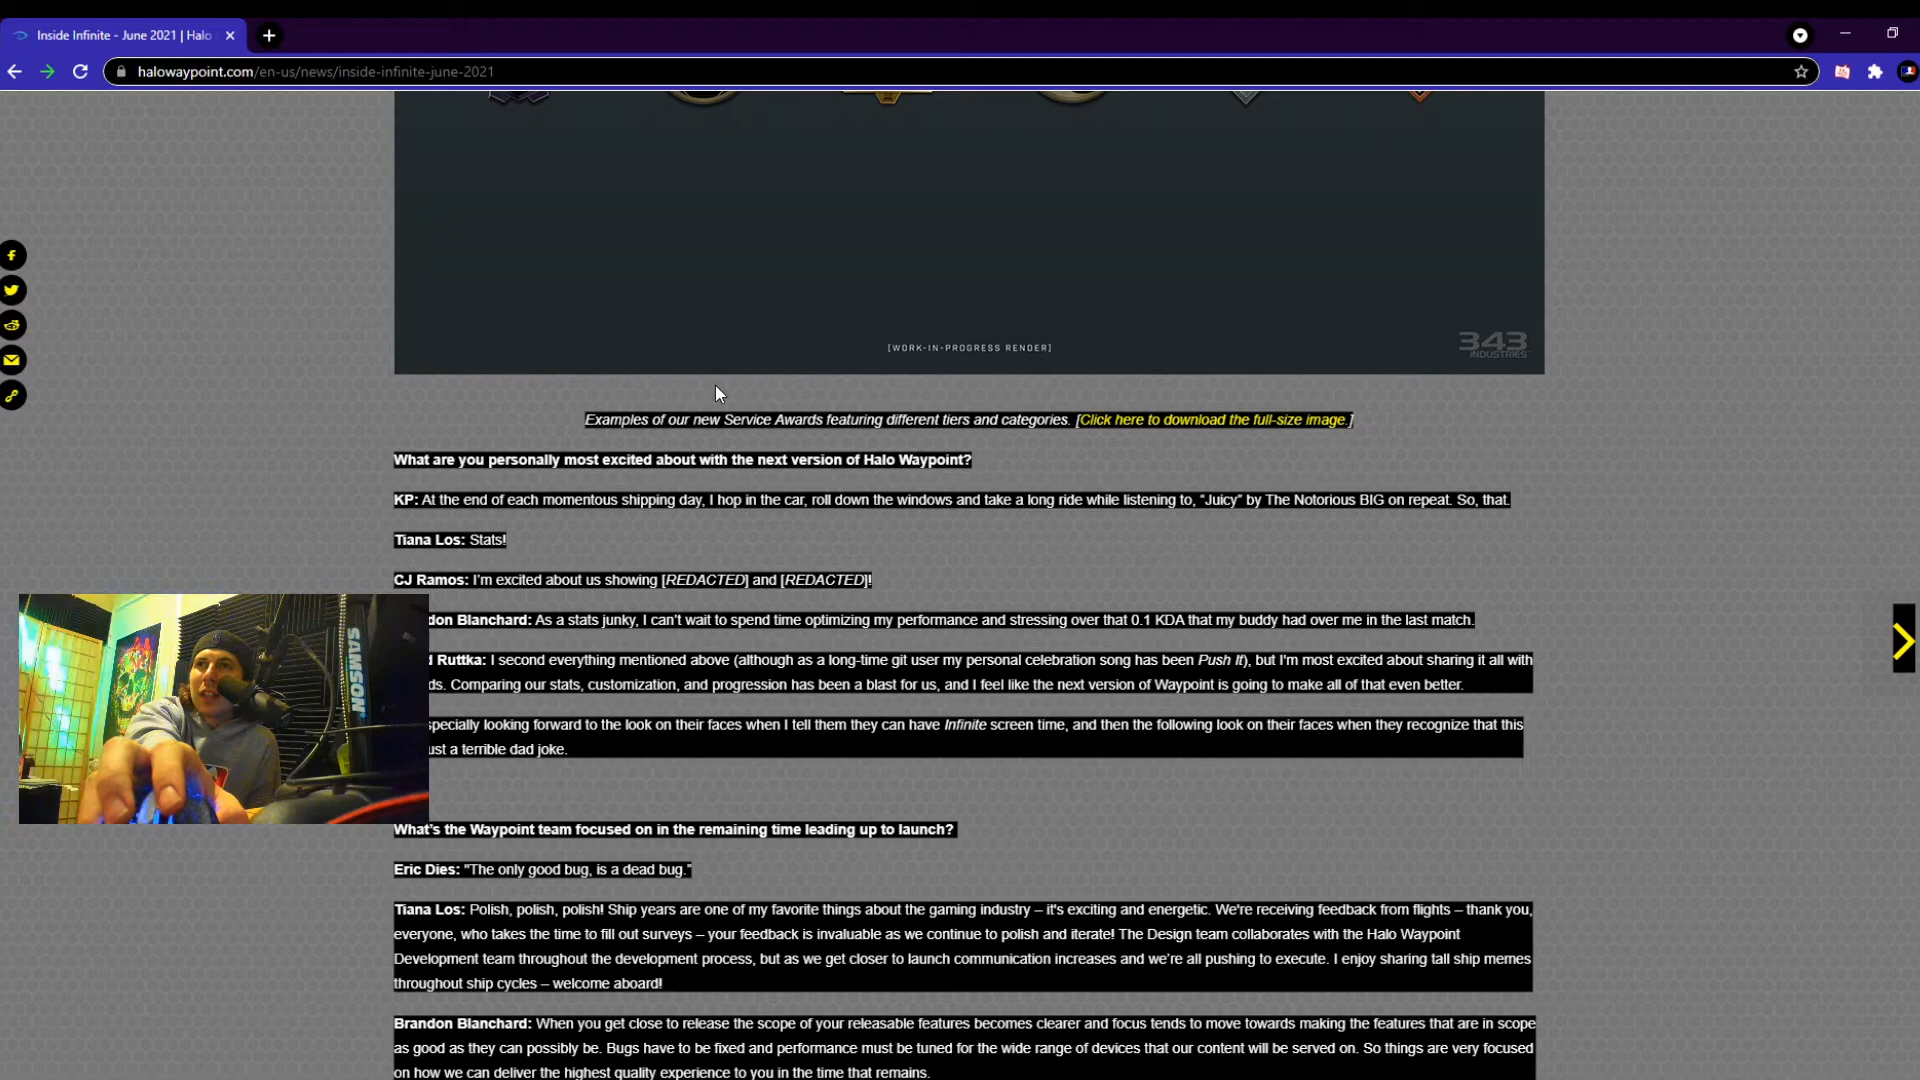 Inside Infinite - June 2021 | Halo
halowaypoint.com/en-us/news/inside-infinite-june-2021
[WORK-IN-PROGRESS RENDER]
343
INDUSTRIES
Examples of our new Service Awards featuring different tiers and categories. [Click here to download the full-size image.]
What are you personally most excited about with the next version of Halo Waypoint?
KP: At the end of each momentous shipping day, I hop in the car, roll down the windows and take a long ride while listening to, “Juicy” by The Notorious BIG on repeat. So, that.
Tiana Los: Stats!
CJ Ramos: I’m excited about us showing [REDACTED] and [REDACTED]!
don Blanchard: As a stats junky, I can’t wait to spend time optimizing my performance and stressing over that 0.1 KDA that my buddy had over me in the last match.
d Ruttka: I second everything mentioned above (although as a long-time git user my personal celebration song has been Push It), but I'm most excited about sharing it all with
ds. Comparing our stats, customization, and progression has been a blast for us, and I feel like the next version of Waypoint is going to make all of that even better.
specially looking forward to the look on their faces when I tell them they can have Infinite screen time, and then the following look on their faces when they recognize that this
ust a terrible dad joke.
SAMSON
What’s the Waypoint team focused on in the remaining time leading up to launch?
Eric Dies: "The only good bug, is a dead bug.”
Tiana Los: Polish, polish, polish! Ship years are one of my favorite things about the gaming industry – it's exciting and energetic. We're receiving feedback from flights – thank you,
everyone, who takes the time to fill out surveys – your feedback is invaluable as we continue to polish and iterate! The Design team collaborates with the Halo Waypoint
Development team throughout the development process, but as we get closer to launch communication increases and we’re all pushing to execute. I enjoy sharing tall ship memes
throughout ship cycles – welcome aboard!
Brandon Blanchard: When you get close to release the scope of your releasable features becomes clearer and focus tends to move towards making the features that are in scope
as good as they can possibly be. Bugs have to be fixed and performance must be tuned for the wide range of devices that our content will be served on. So things are very focused
on how we can deliver the highest quality experience to you in the time that remains.